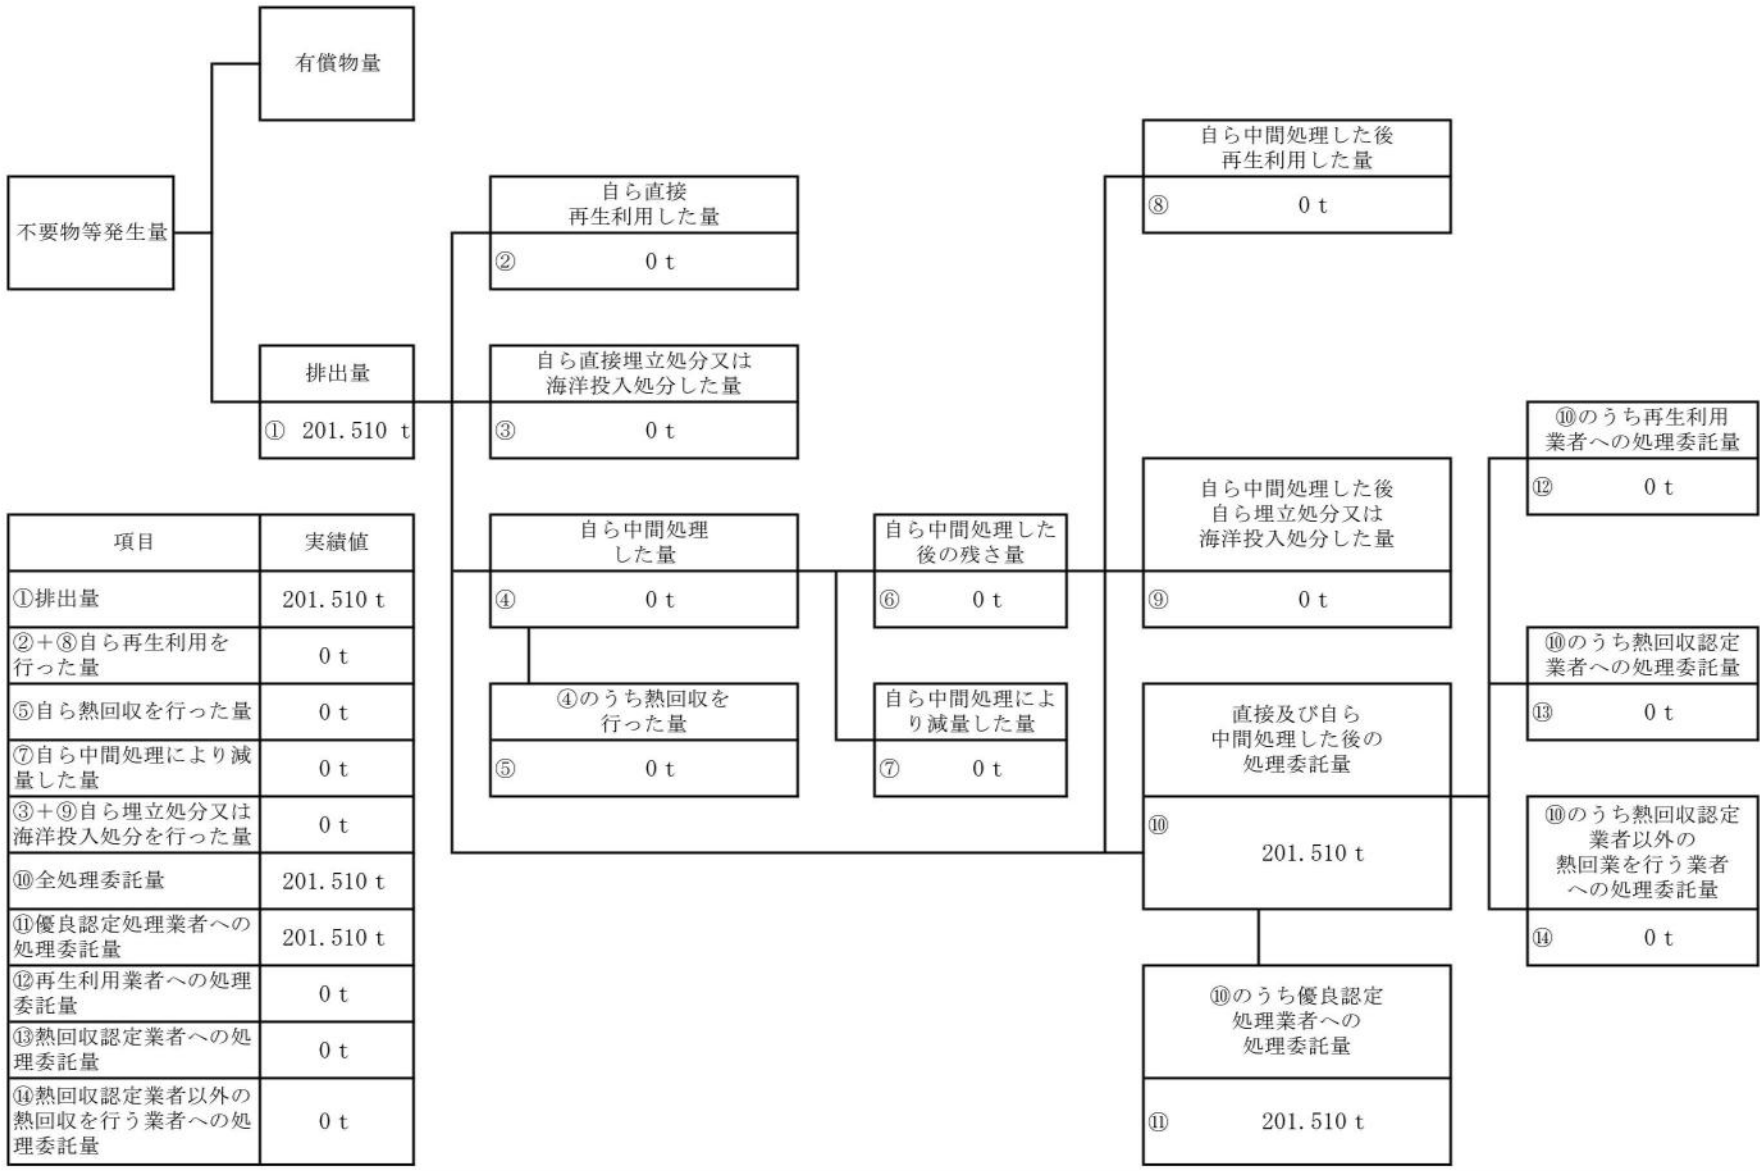 有償物量
不要物等発生量
排出量
① 201.510 t
自ら直接
再生利用した量
② 0 t
自ら直接埋立処分又は
海洋投入処分した量
③ 0 t
自ら中間処理
した量
④ 0 t
④のうち熱回収を
行った量
⑤ 0 t
自ら中間処理した
後の残さ量
⑥ 0 t
自ら中間処理によ
り減量した量
⑦ 0 t
自ら中間処理した後
再生利用した量
⑧ 0 t
自ら中間処理した後
自ら埋立処分又は
海洋投入処分した量
⑨ 0 t
直接及び自ら
中間処理した後の
処理委託量
⑩
201.510 t
⑩のうち優良認定
処理業者への
処理委託量
⑪ 201.510 t
⑩のうち再生利用
業者への処理委託量
⑫ 0 t
⑩のうち熱回収認定
業者への処理委託量
⑬ 0 t
⑩のうち熱回収認定
業者以外の
熱回業を行う業者
への処理委託量
⑭ 0 t
項目 実績値
①排出量 201.510 t
②+⑧自ら再生利用を
行った量 0 t
⑤自ら熱回収を行った量 0 t
⑦自ら中間処理により減
量した量 0 t
③+⑨自ら埋立処分又は
海洋投入処分を行った量 0 t
⑩全処理委託量 201.510 t
⑪優良認定処理業者への
処理委託量 201.510 t
⑫再生利用業者への処理
委託量 0 t
⑬熱回収認定業者への処
理委託量 0 t
⑭熱回収認定業者以外の
熱回収を行う業者への処 0 t
理委託量